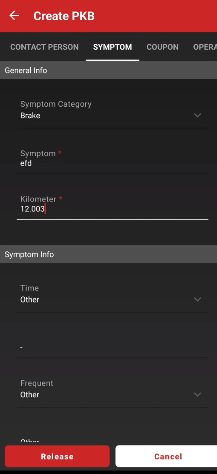 Create PKB
CONTACT PERSON SYMPTOM COUPON OPERA
General Info
Symptom Category
Brake
Symptom *
efd
Kilometer *
12.003
Symptom Info
Time
Other
-
Frequent
Other
Other
Release Cancel